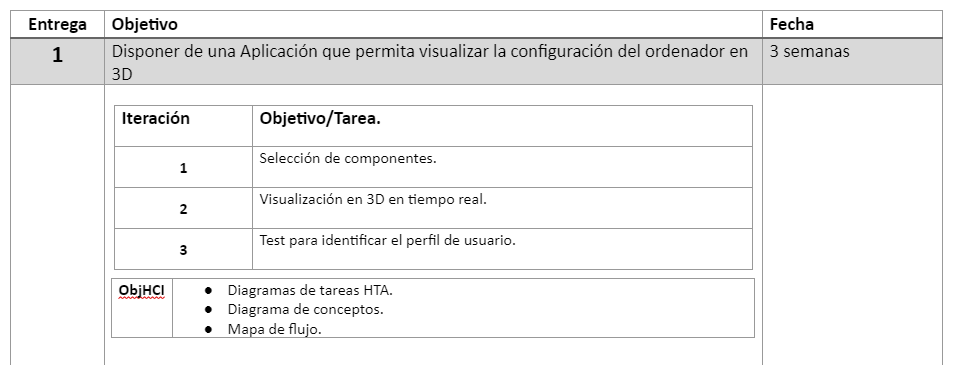 Entrega Objetivo Fecha
1 Disponer de una Aplicación que permita visualizar la configuración del ordenador en 3 semanas
3D
Iteración Objetivo/Tarea.
1 Selección de componentes.
2 Visualización en 3D en tiempo real.
3 Test para identificar el perfil de usuario.
ObjHCI ● Diagramas de tareas HTA.
● Diagrama de conceptos.
● Mapa de flujo.